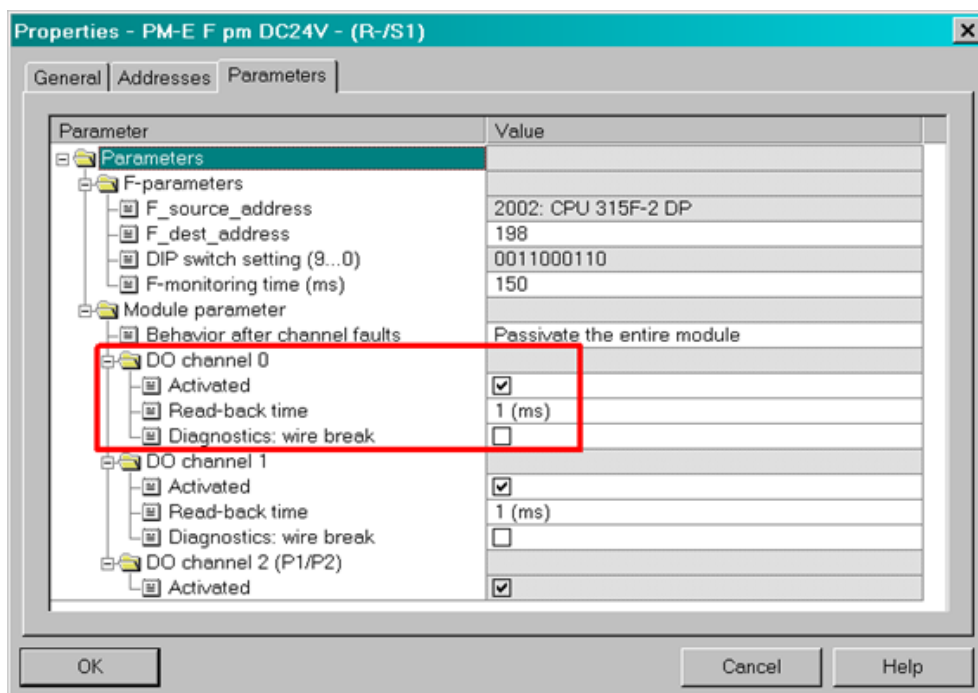 Properties - PM-E F pm DC24V - (R-/S1)
General Addresses Parameters
Parameter Value
Parameters
F-parameters
F_source_address 2002: CPU 315F-2 DP
F_dest_address 198
DIP switch setting (9...0) 0011000110
F-monitoring time (ms) 150
Module parameter
Behavior after channel faults Passivate the entire module
DO channel 0
Activated
Read-back time 1 (ms)
Diagnostics: wire break
DO channel 1
Activated
Read-back time 1 (ms)
Diagnostics: wire break
DO channel 2 (P1/P2)
Activated
OK Cancel Help